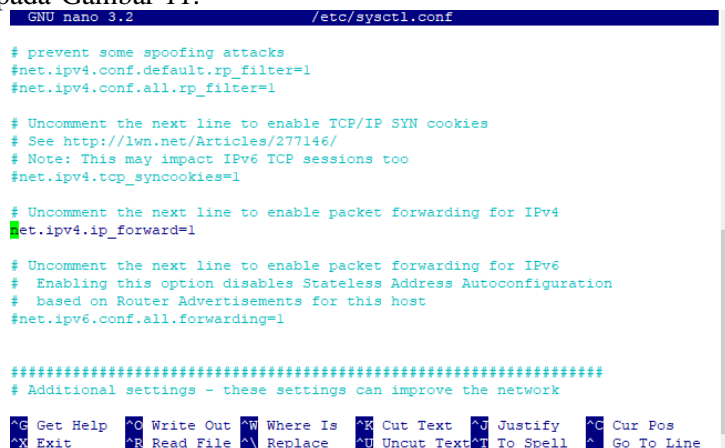 pada Gambar 11.
GNU nano 3.2 /etc/sysctl.conf
# prevent some spoofing attacks
#net.ipv4.conf.default.rp_filter=1
#net.ipv4.conf.all.rp_filter=1
# Uncomment the next line to enable TCP/IP SYN cookies
# See http://lwn.net/Articles/277146/
# Note: This may impact IPv6 TCP sessions too
#net.ipv4.tcp_syncookies=1
# Uncomment the next line to enable packet forwarding for IPv4
net.ipv4.ip_forward=1
# Uncomment the next line to enable packet forwarding for IPv6
#  Enabling this option disables Stateless Address Autoconfiguration
#  based on Router Advertisements for this host
#net.ipv6.conf.all.forwarding=1
###################################################################
# Additional settings - these settings can improve the network
^G Get Help ^O Write Out ^W Where Is ^K Cut Text ^J Justify ^C Cur Pos
^X Exit ^R Read File ^\ Replace ^U Uncut Text ^T To Spell ^_ Go To Line